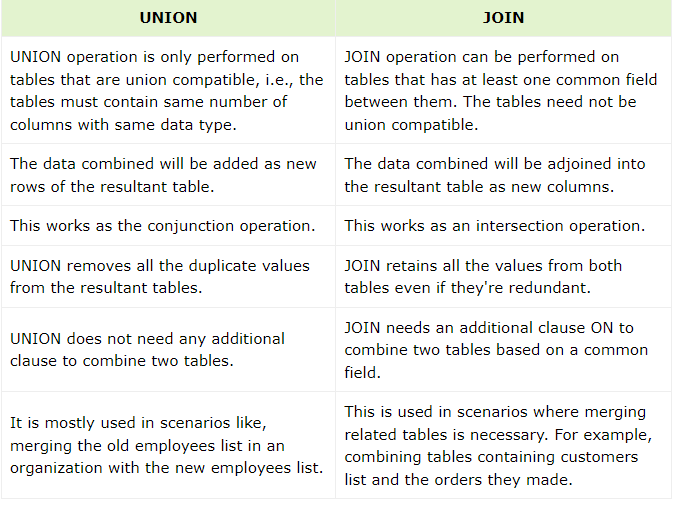 UNION
JOIN
UNION operation is only performed on
tables that are union compatible, i.e., the
tables must contain same number of
columns with same data type.
JOIN operation can be performed on
tables that has at least one common field
between them. The tables need not be
union compatible.
The data combined will be added as new
rows of the resultant table.
The data combined will be adjoined into
the resultant table as new columns.
This works as the conjunction operation.
This works as an intersection operation.
UNION removes all the duplicate values
from the resultant tables.
JOIN retains all the values from both
tables even if they're redundant.
UNION does not need any additional
clause to combine two tables.
JOIN needs an additional clause ON to
combine two tables based on a common
field.
It is mostly used in scenarios like,
merging the old employees list in an
organization with the new employees list.
This is used in scenarios where merging
related tables is necessary. For example,
combining tables containing customers
list and the orders they made.